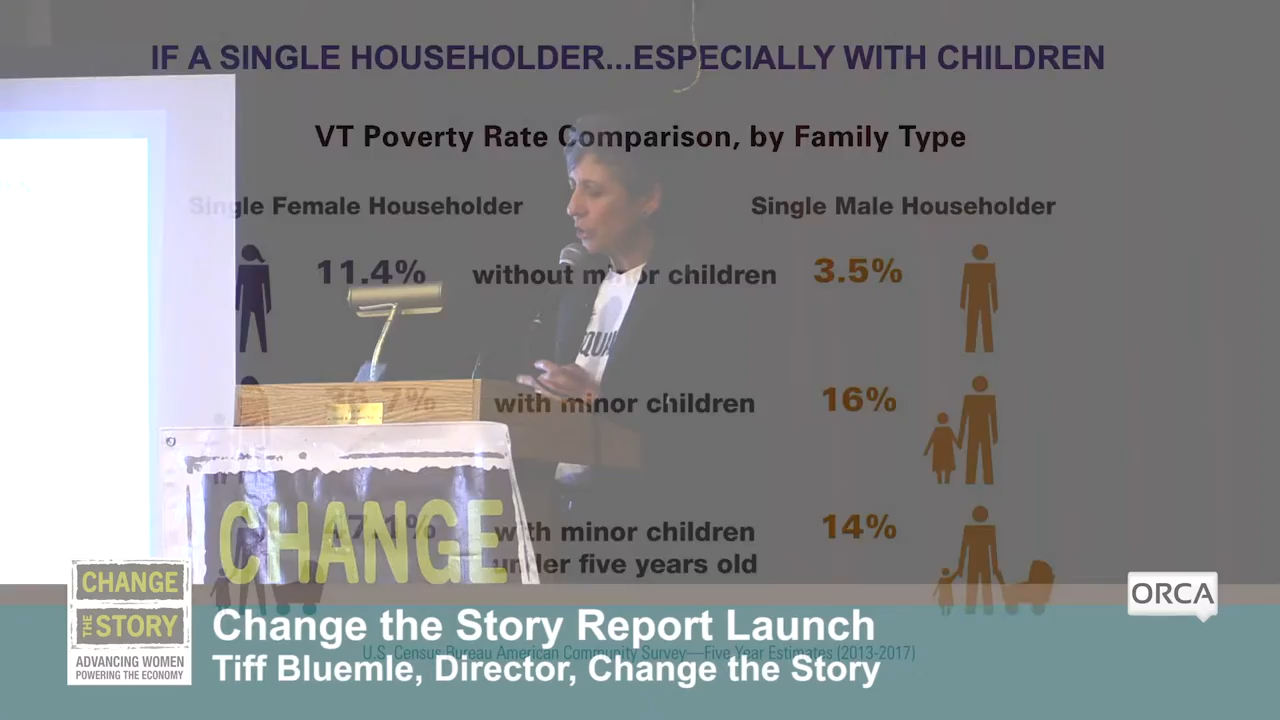 IF A SINGLE HOUSEHOLDER...ESPECIALLY WITH CHILDREN
VT Poverty Rate Comparison, by Family Type
Single Female Householder
Single Male Householder
11.4% without minor children 3.5%
with minor children 16%
with minor children 14%
under five years old
CHANGE
CHANGE
THE STORY
ADVANCING WOMEN
POWERING THE ECONOMY
Change the Story Report Launch
Tiff Bluemle, Director, Change the Story
U.S. Census Bureau American Community Survey—Five Year Estimates (2013-2017)
ORCA